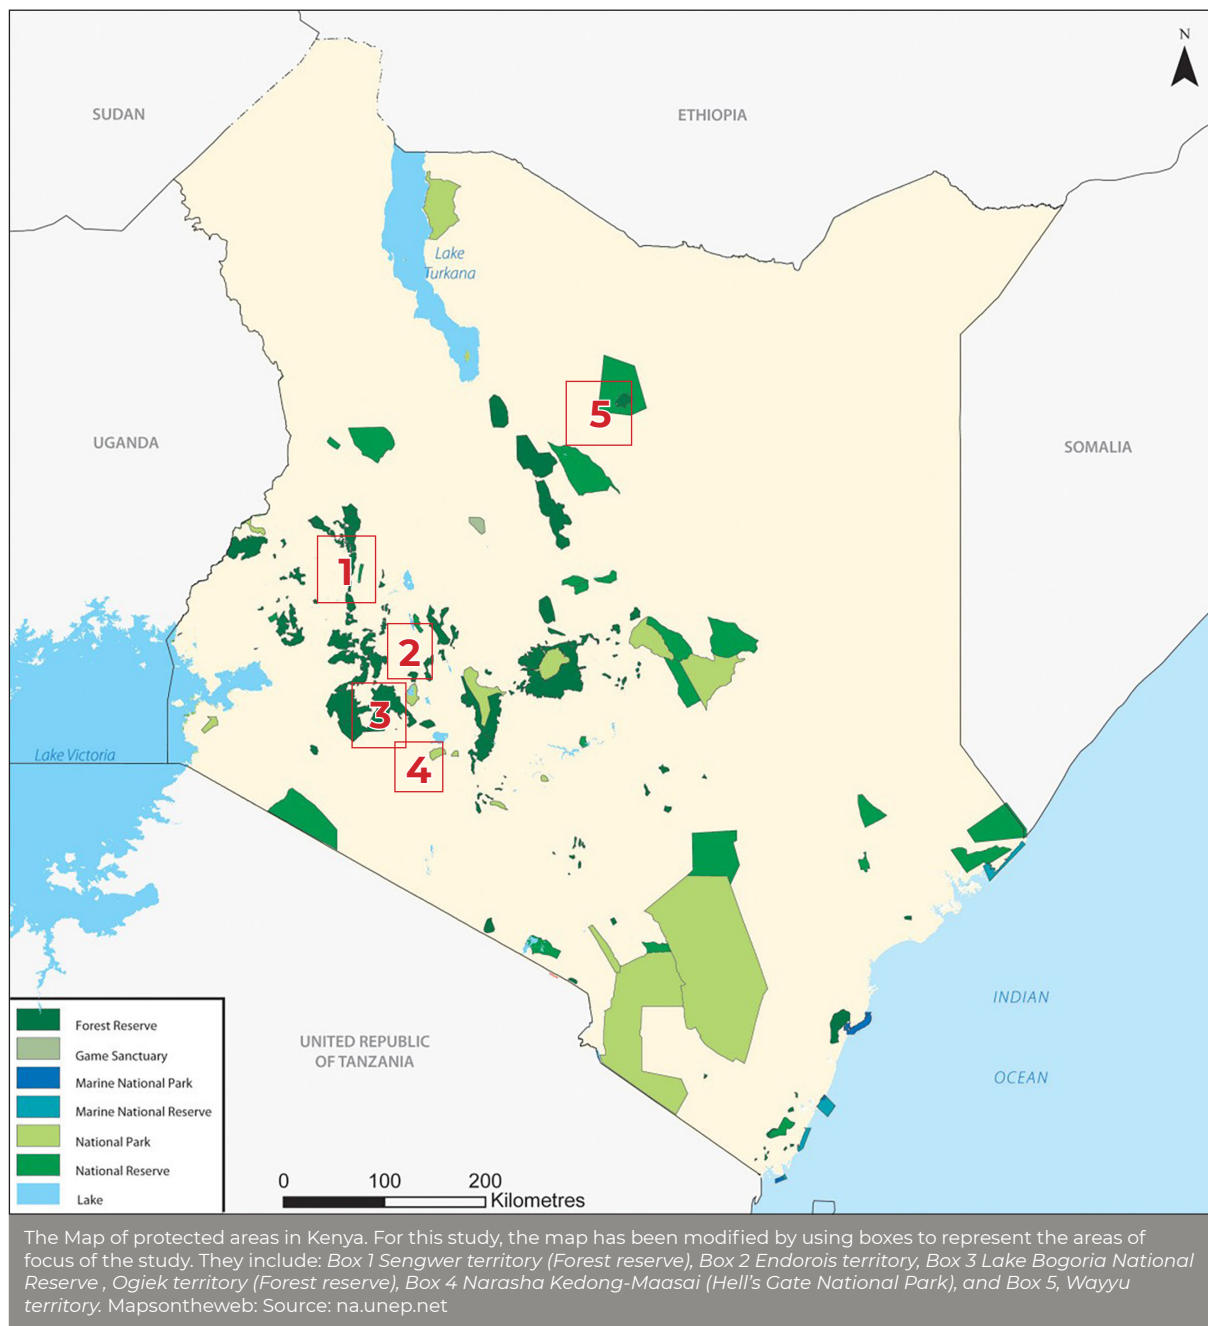 N
SUDAN
ETHIOPIA
Lake
Turkana
UGANDA
SOMALIA
5
1
2
3
4
Lake Victoria
INDIAN
OCEAN
UNITED REPUBLIC
OF TANZANIA
Forest Reserve
Game Sanctuary
Marine National Park
Marine National Reserve
National Park
National Reserve
Lake
0 100 200
Kilometres
The Map of protected areas in Kenya. For this study, the map has been modified by using boxes to represent the areas of
focus of the study. They include: Box 1 Sengwer territory (Forest reserve), Box 2 Endorois territory, Box 3 Lake Bogoria National
Reserve , Ogiek territory (Forest reserve), Box 4 Narasha Kedong-Maasai (Hell's Gate National Park), and Box 5, Wayyu
territory. Mapsontheweb: Source: na.unep.net